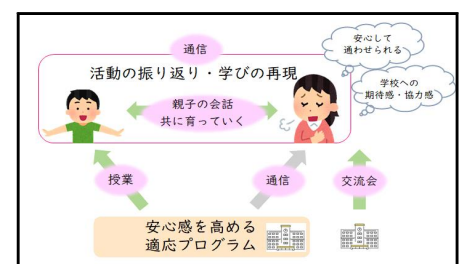 通信
安心して
通わせられる
活動の振り返り・学びの再現
学校への
期待感・協力感
親子の会話
共に育っていく
授業
通信
交流会
安心感を高める
適応プログラム